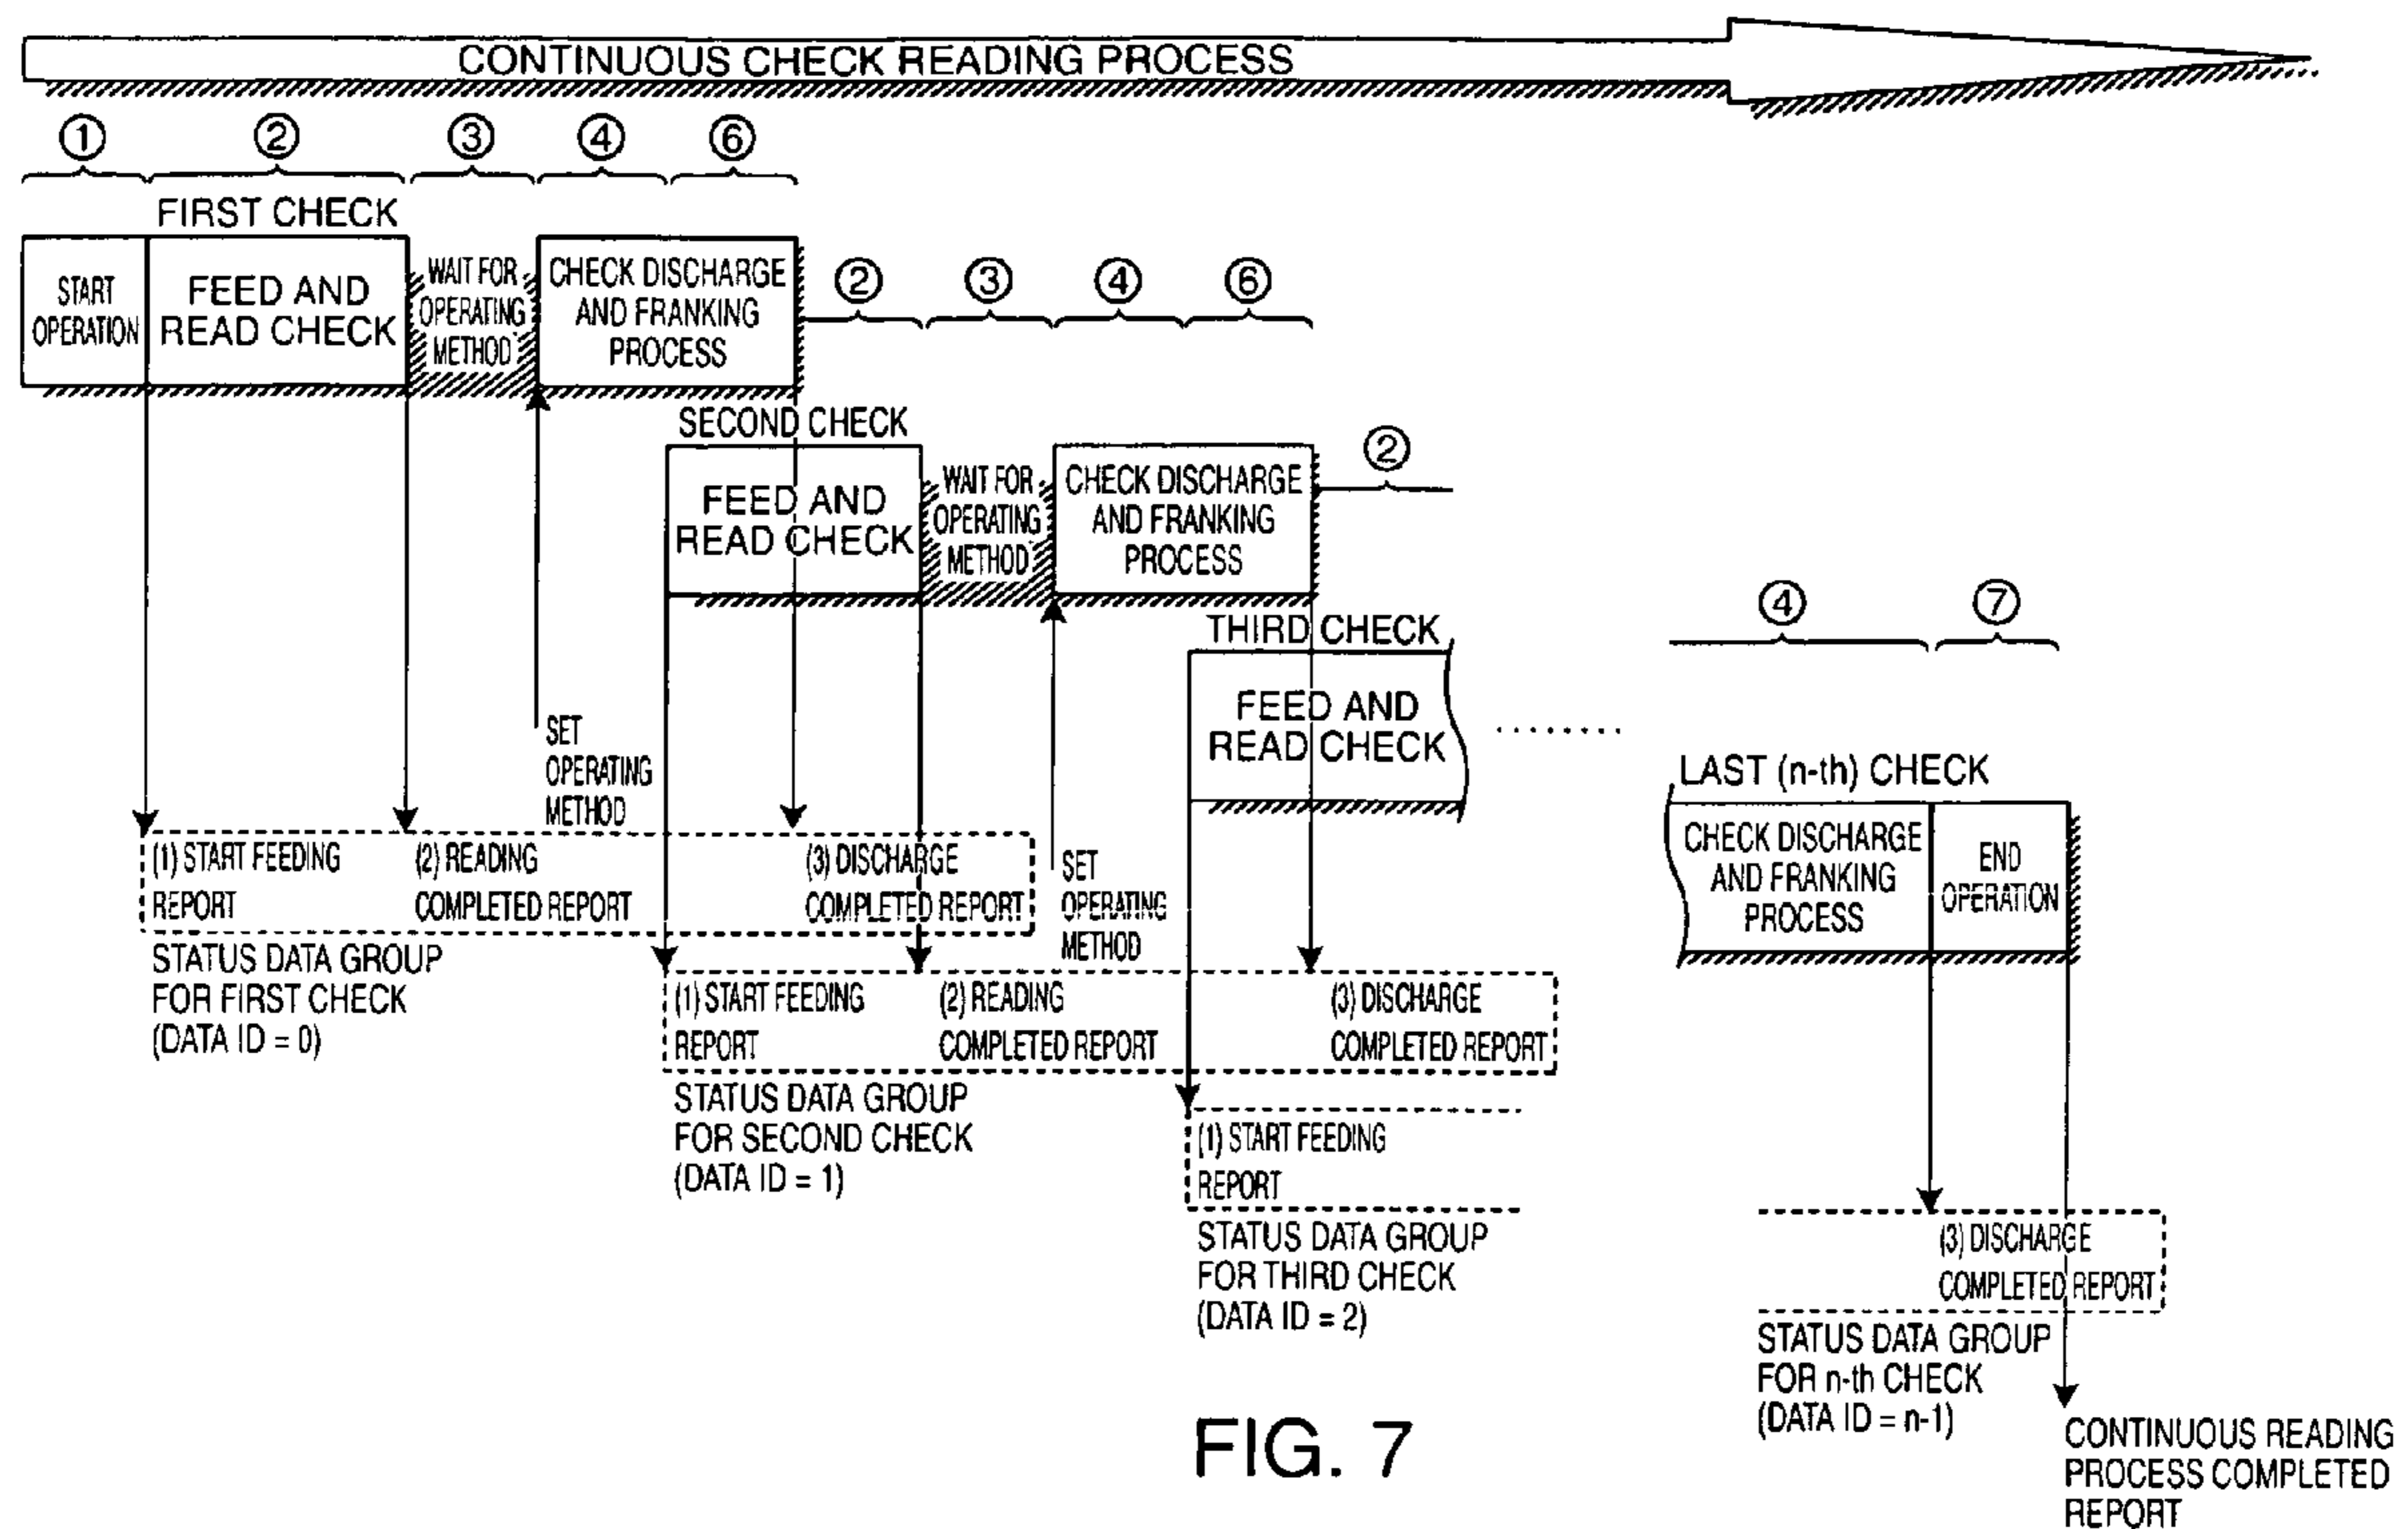 CONTINUOUS CHECK READING PROCESS
① ② ③ ④ ⑥
FIRST CHECK
START
OPERATION
FEED AND
READ CHECK
WAIT FOR
OPERATING
METHOD
CHECK DISCHARGE
AND FRANKING
PROCESS
② ③ ④ ⑥
SECOND CHECK
FEED AND
READ CHECK
WAIT FOR
OPERATING
METHOD
CHECK DISCHARGE
AND FRANKING
PROCESS
②
THIRD CHECK
FEED AND
READ CHECK
④ ⑦
LAST (n-th) CHECK
CHECK DISCHARGE
AND FRANKING
PROCESS
END
OPERATION
SET
OPERATING
METHOD
(1) START FEEDING
REPORT
(2) READING
COMPLETED REPORT
(3) DISCHARGE
COMPLETED REPORT
STATUS DATA GROUP
FOR FIRST CHECK
(DATA ID = 0)
SET
OPERATING
METHOD
(1) START FEEDING
REPORT
(2) READING
COMPLETED REPORT
(3) DISCHARGE
COMPLETED REPORT
STATUS DATA GROUP
FOR SECOND CHECK
(DATA ID = 1)
(1) START FEEDING
REPORT
STATUS DATA GROUP
FOR THIRD CHECK
(DATA ID = 2)
(3) DISCHARGE
COMPLETED REPORT
STATUS DATA GROUP
FOR n-th CHECK
(DATA ID = n-1)
CONTINUOUS READING
PROCESS COMPLETED
REPORT
FIG. 7